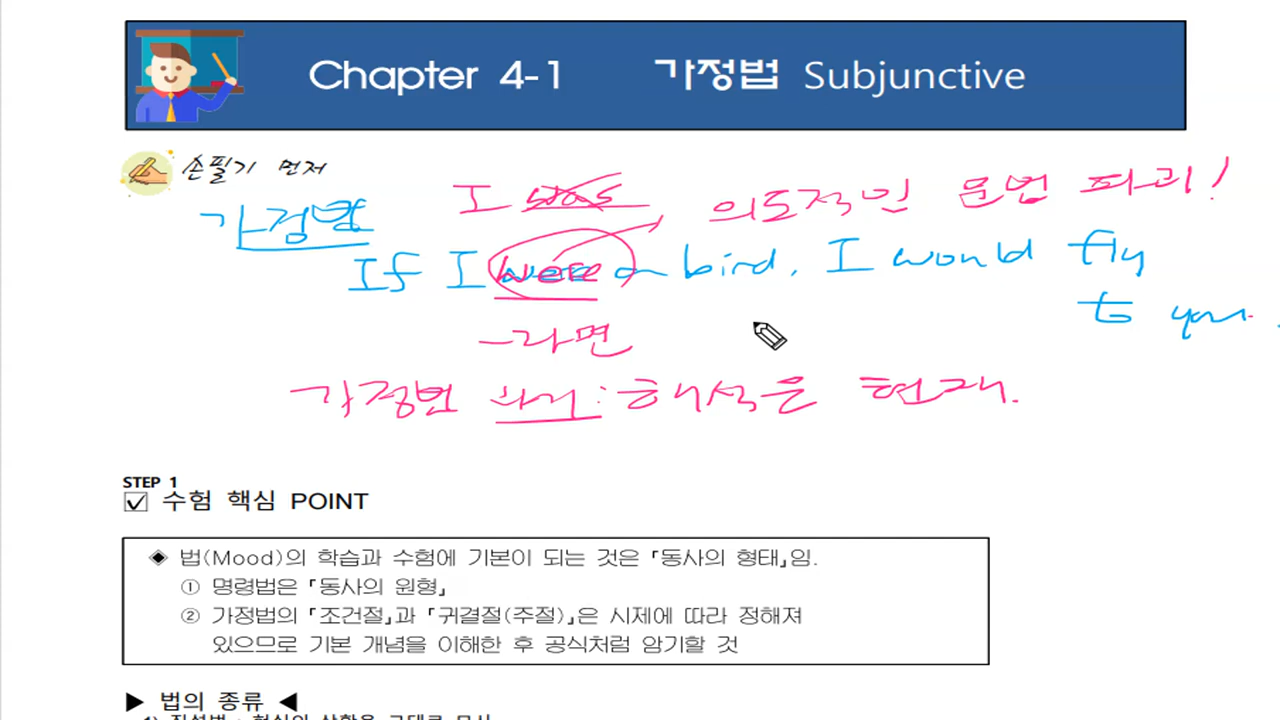 Chapter 4-1 가정법 Subjunctive
손필기 먼저
I was 의도적인 문법 파괴!
가정법
If I were a bird, I would fly
to you.
-라면
가정법 과거: 해석은 현재.
STEP 1
수험 핵심 POINT
◈ 법(Mood)의 학습과 수험에 기본이 되는 것은 「동사의 형태」임.
① 명령법은 「동사의 원형」
② 가정법의 「조건절」과 「귀결절(주절)」은 시제에 따라 정해져
있으므로 기본 개념을 이해한 후 공식처럼 암기할 것
▶ 법의 종류 ◀